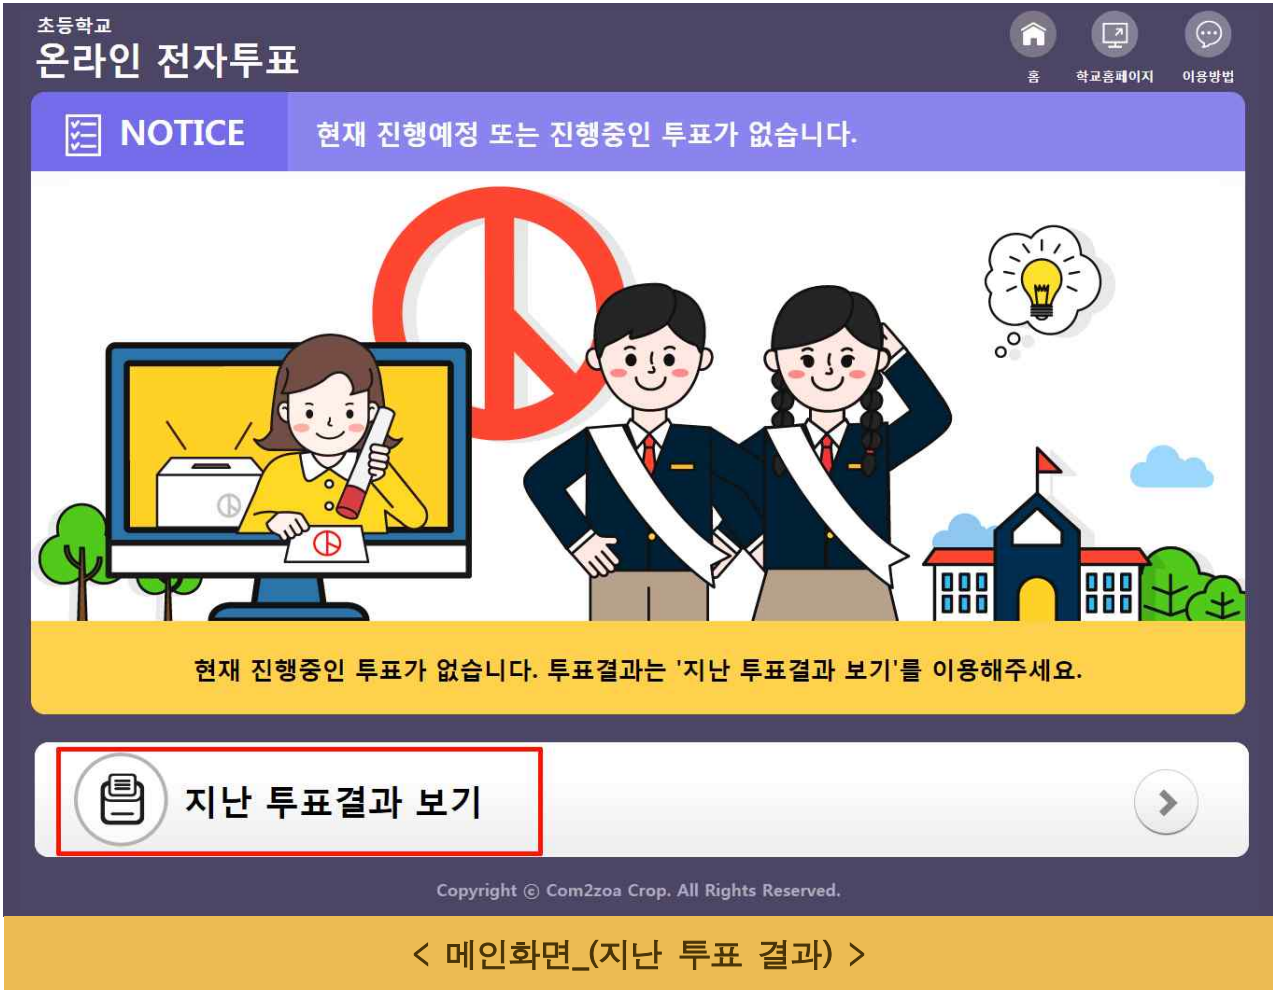 초등학교
온라인 전자투표
홈
학교홈페이지
이용방법
NOTICE
현재 진행예정 또는 진행중인 투표가 없습니다.
현재 진행중인 투표가 없습니다. 투표결과는 '지난 투표결과 보기'를 이용해주세요.
지난 투표결과 보기
Copyright ⓒ Com2zoa Crop. All Rights Reserved.
< 메인화면_(지난 투표 결과) >